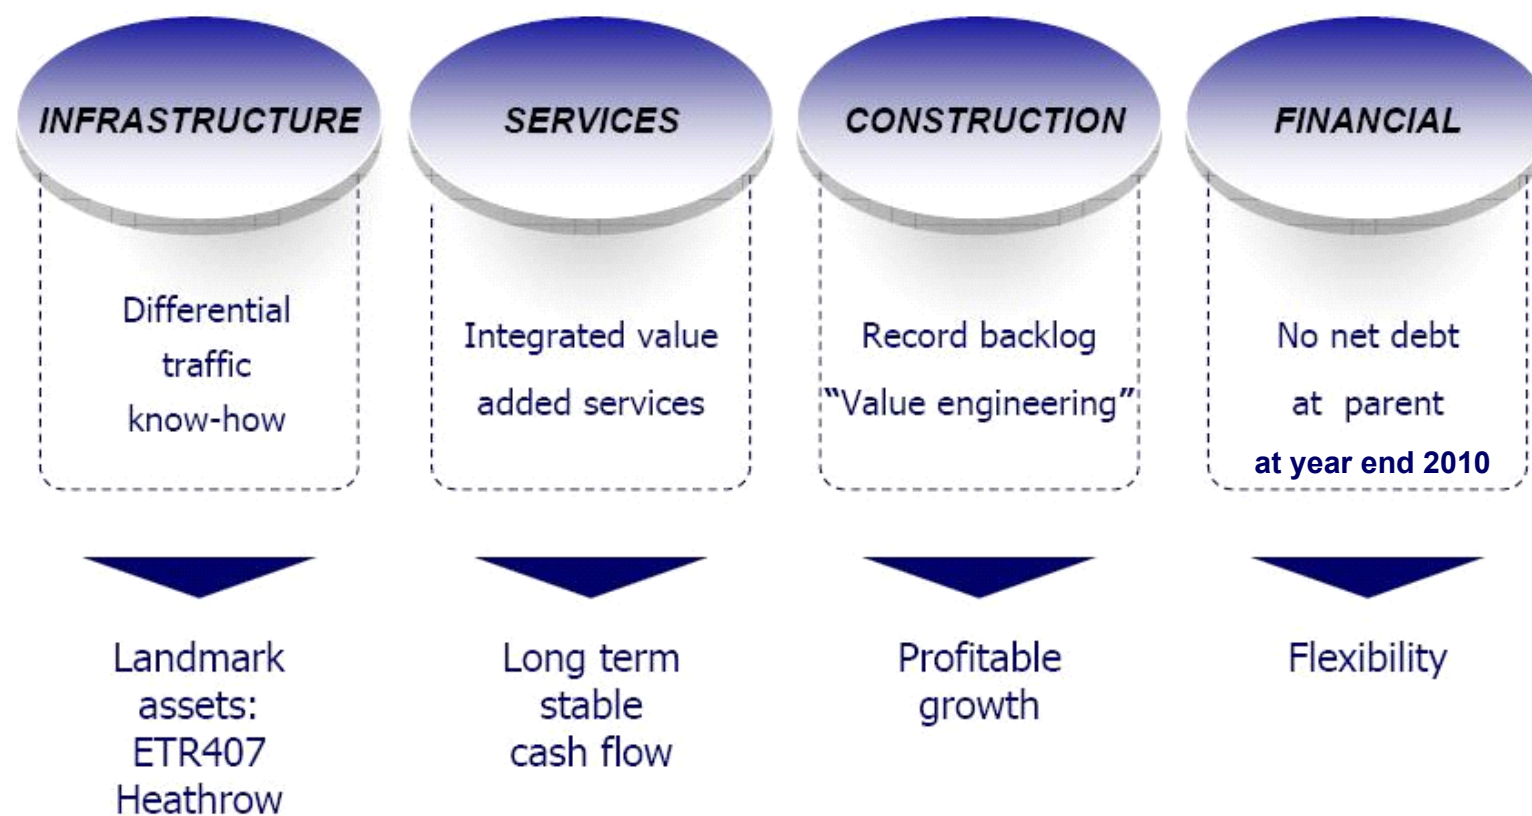 INFRASTRUCTURE
Differential
traffic
know-how
Landmark
assets:
ETR407
Heathrow
SERVICES
Integrated value
added services
Long term
stable
cash flow
CONSTRUCTION
Record backlog
“Value engineering”
Profitable
growth
FINANCIAL
No net debt
at parent
at year end 2010
Flexibility